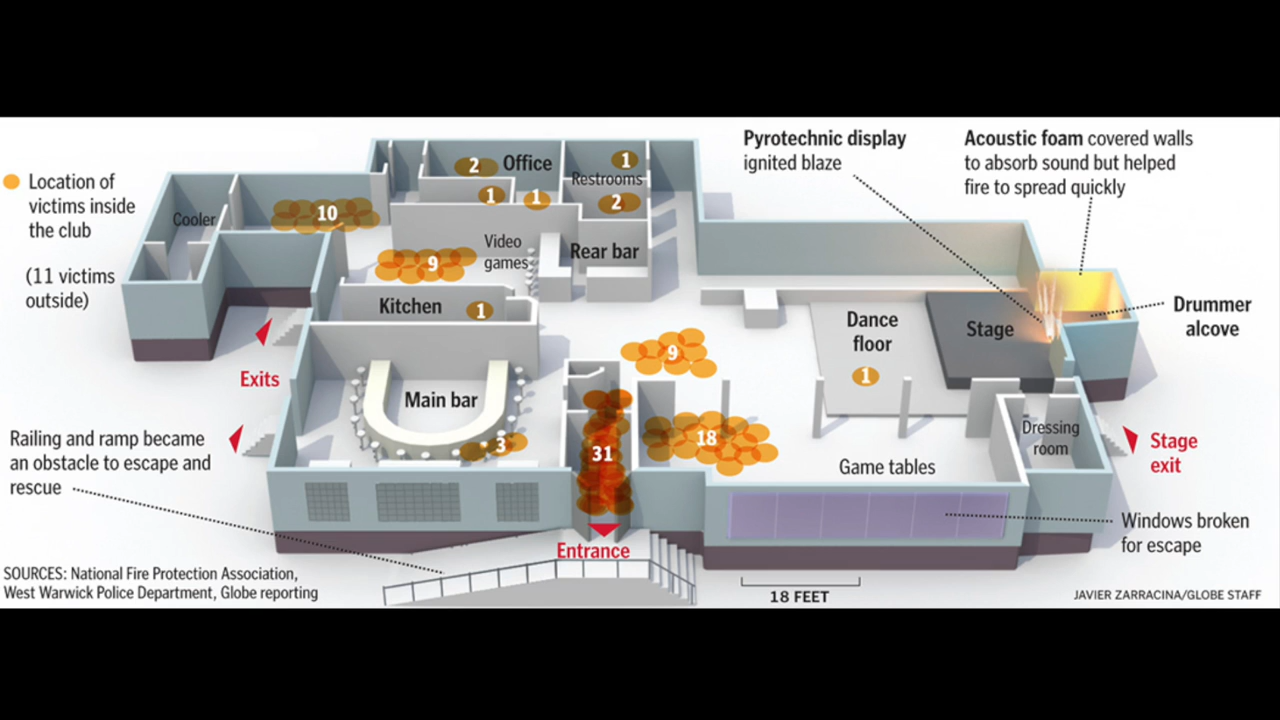 Location of
victims inside
the club
(11 victims
outside)
Pyrotechnic display
ignited blaze
Acoustic foam covered walls
to absorb sound but helped
fire to spread quickly
Drummer
alcove
Cooler
10
2
Office
1
Restrooms
1
1
2
9
Video
games
Rear bar
Kitchen
1
Dance
floor
1
Stage
9
Exits
Main bar
3
31
18
Game tables
Dressing
room
Stage
exit
Railing and ramp became
an obstacle to escape and
rescue
Windows broken
for escape
Entrance
SOURCES: National Fire Protection Association,
West Warwick Police Department, Globe reporting
18 FEET
JAVIER ZARRACINA/GLOBE STAFF